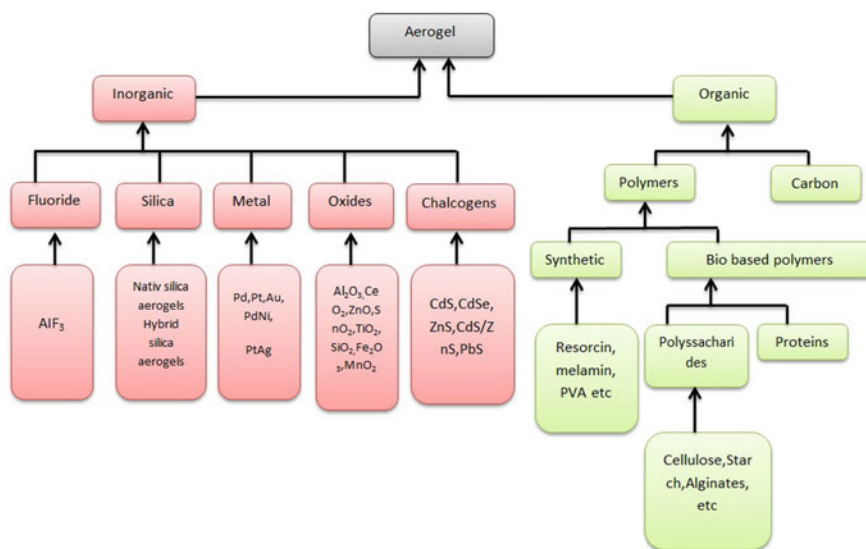 Aerogel
Inorganic
Organic
Fluoride
Silica
Metal
Oxides
Chalcogens
Polymers
Carbon
AlF₃
Nativ silica
aerogels
Hybrid
silica
aerogels
Pd,Pt,Au,
PdNi,
PtAg
Al₂O₃,Ce
O₂,ZnO,S
nO₂,TiO₂,
SiO₂,Fe₂O
₃,MnO₂
CdS,CdSe,
ZnS,CdS/Z
nS,PbS
Synthetic
Bio based polymers
Resorcin,
melamin,
PVA etc
Polyssachari
des
Proteins
Cellulose,Star
ch,Alginates,
etc